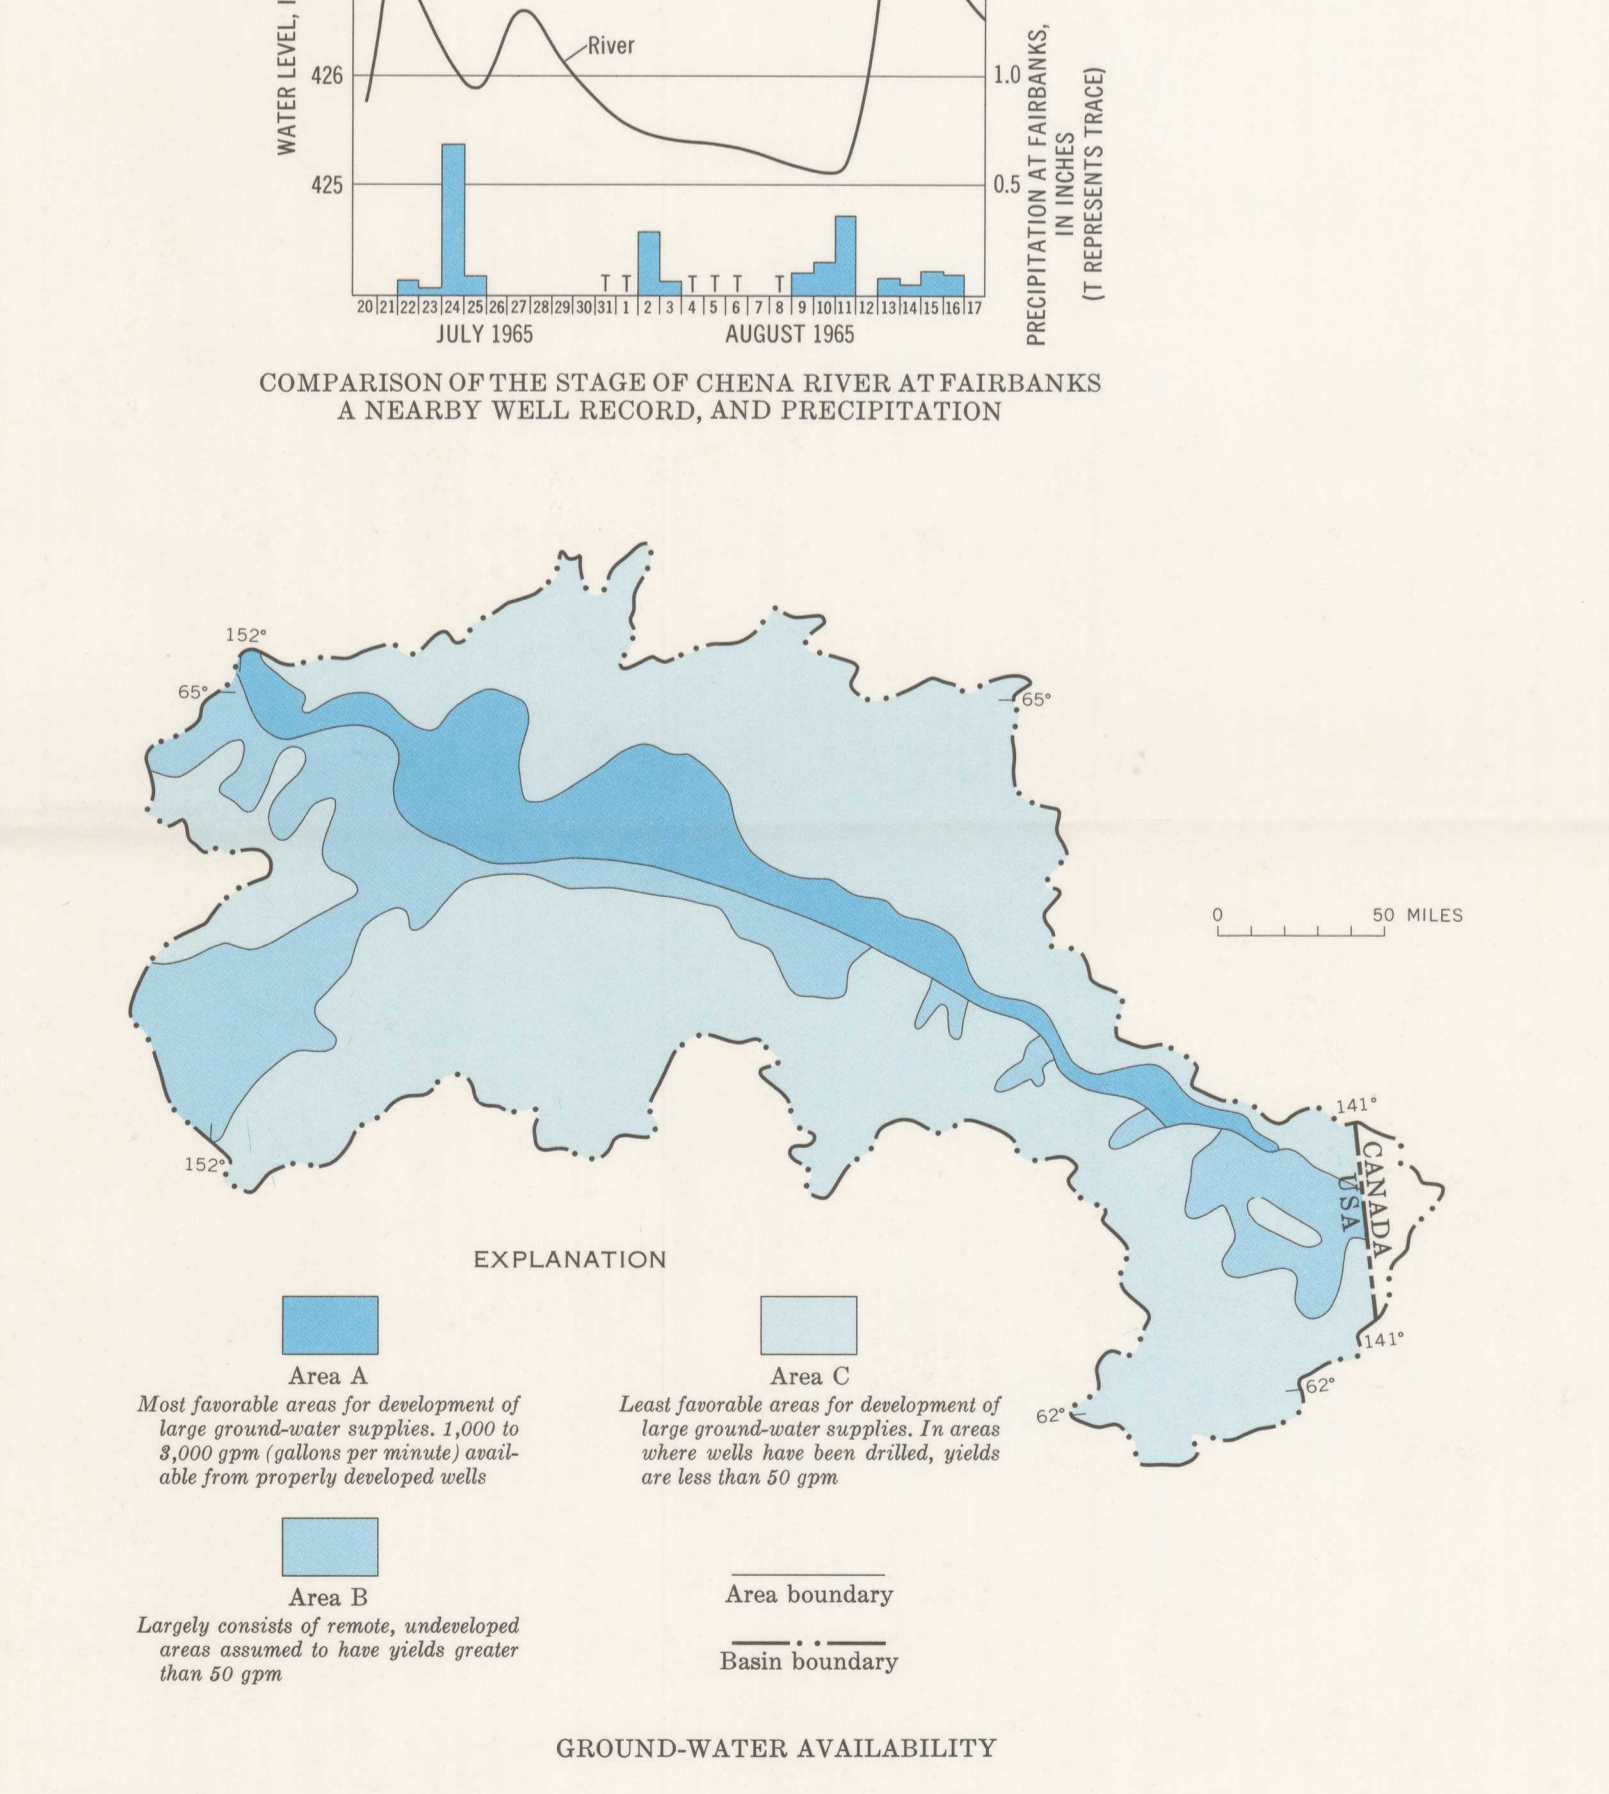 WATER LEVEL,
River
426
425
1.0
0.5
PRECIPITATION AT FAIRBANKS,
IN INCHES
(T REPRESENTS TRACE)
T T T T T T
20 21 22 23 24 25 26 27 28 29 30 31 1 2 3 4 5 6 7 8 9 10 11 12 13 14 15 16 17
JULY 1965 AUGUST 1965
COMPARISON OF THE STAGE OF CHENA RIVER AT FAIRBANKS
A NEARBY WELL RECORD, AND PRECIPITATION
152°
65°
65°
0 50 MILES
141°
CANADA
USA
152°
141°
62°
62°
EXPLANATION
Area A
Most favorable areas for development of
large ground-water supplies. 1,000 to
3,000 gpm (gallons per minute) avail-
able from properly developed wells
Area B
Largely consists of remote, undeveloped
areas assumed to have yields greater
than 50 gpm
Area C
Least favorable areas for development of
large ground-water supplies. In areas
where wells have been drilled, yields
are less than 50 gpm
Area boundary
Basin boundary
GROUND-WATER AVAILABILITY